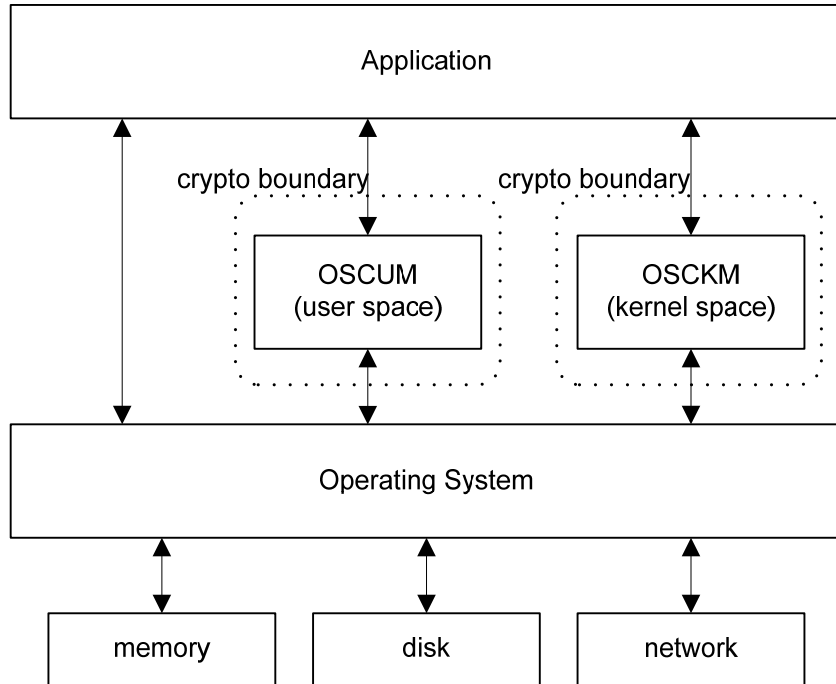 Application
crypto boundary
crypto boundary
OSCUM
(user space)
OSCKM
(kernel space)
Operating System
memory
disk
network